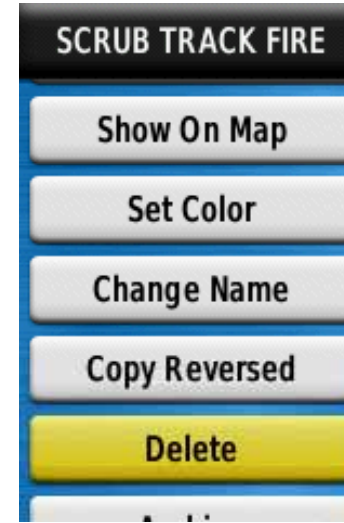 SCRUB TRACK FIRE
Show On Map
Set Color
Change Name
Copy Reversed
Delete